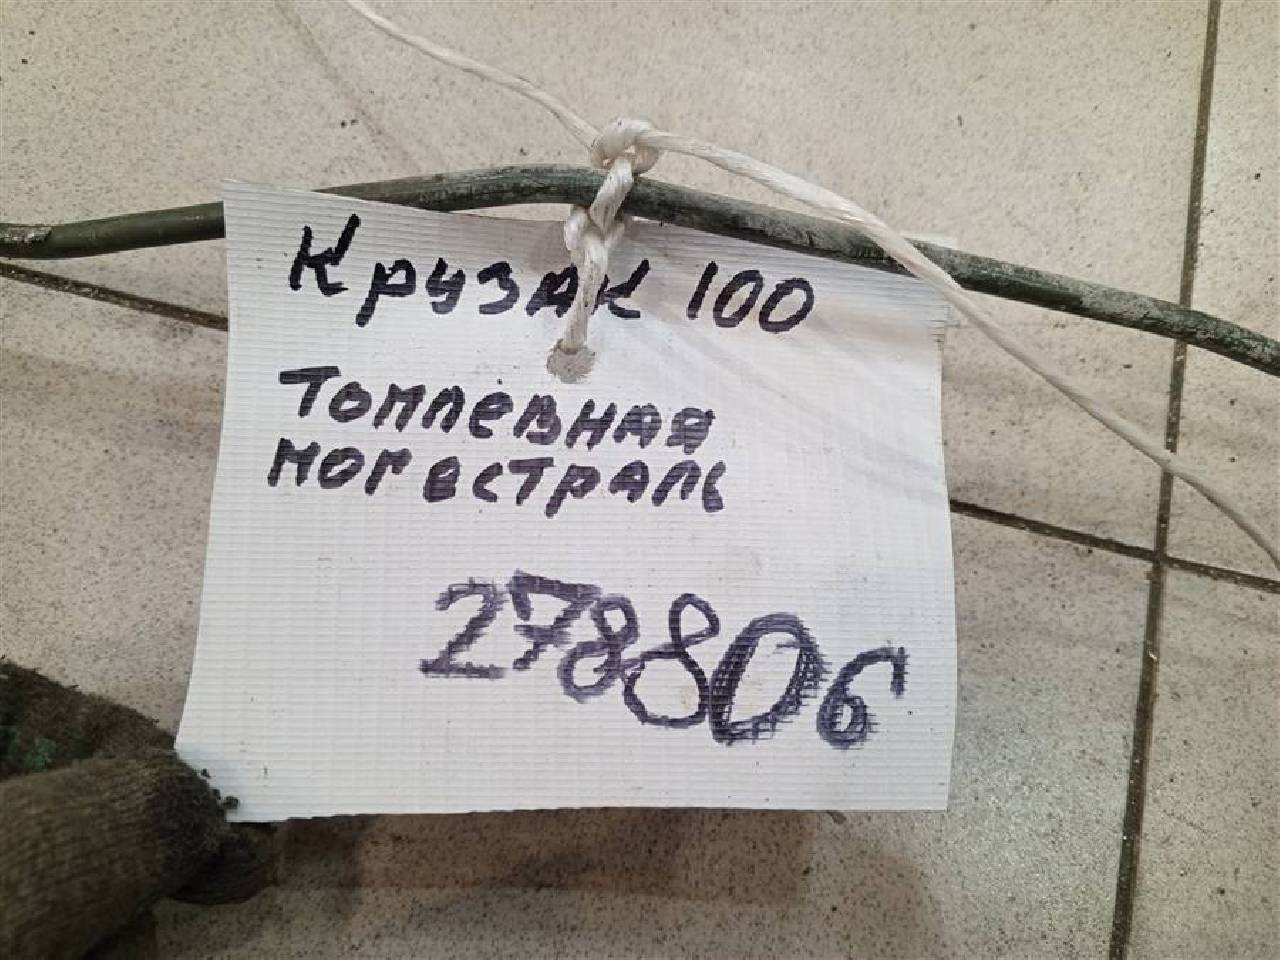 Крузак 100
Топлевная
могестраль
278806